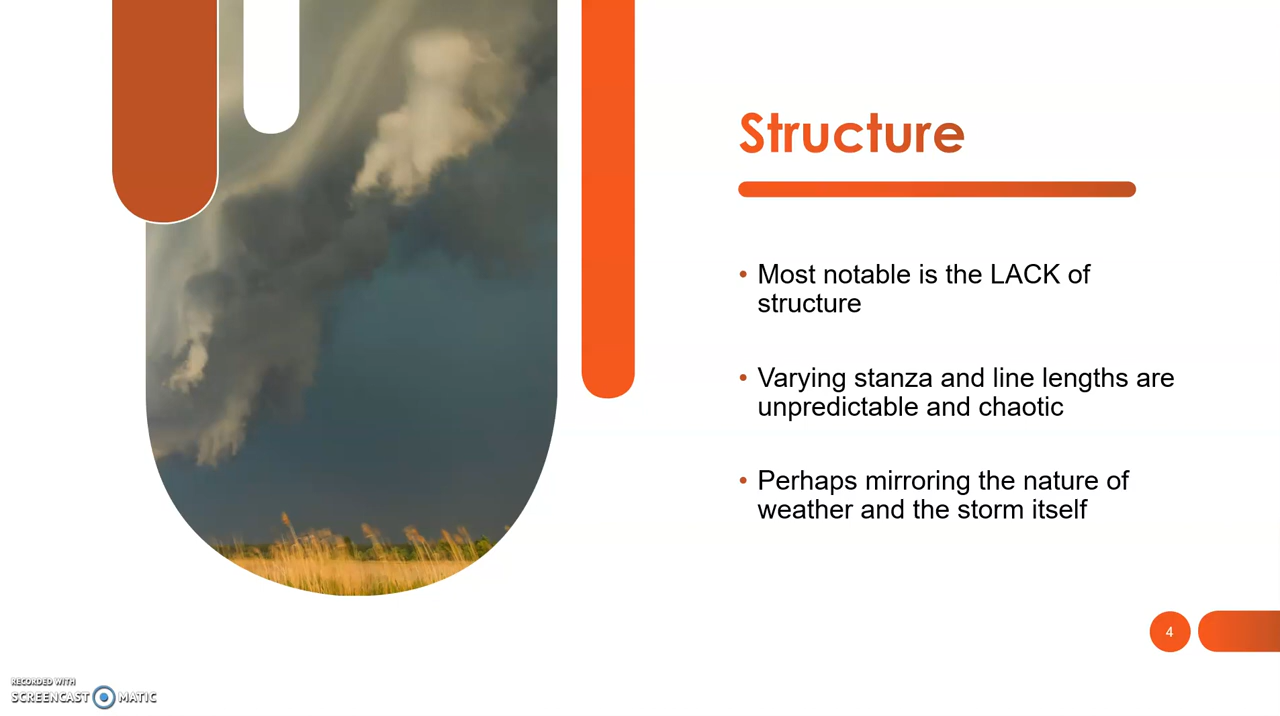 Structure
• Most notable is the LACK of
structure
• Varying stanza and line lengths are
unpredictable and chaotic
• Perhaps mirroring the nature of
weather and the storm itself
4
RECORDED WITH
SCREENCAST MATIC